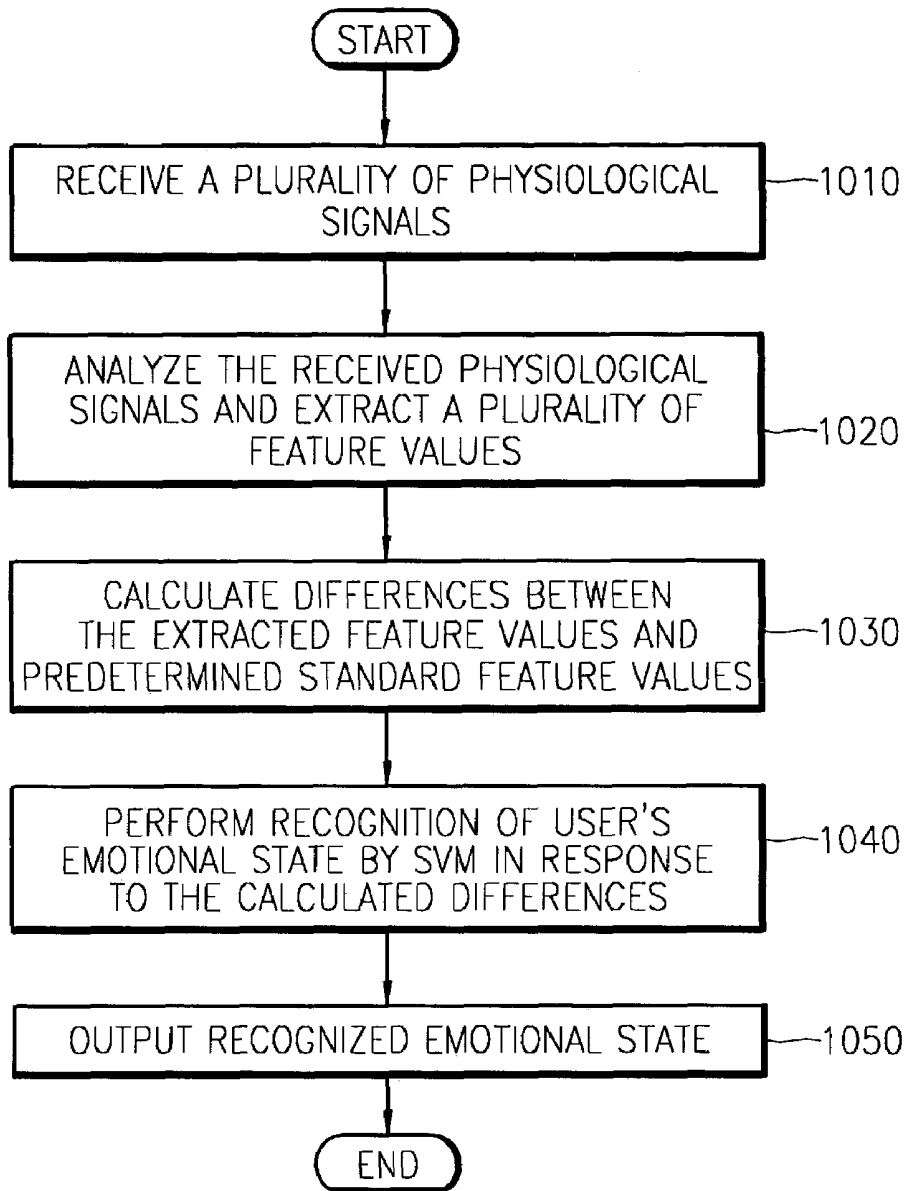 START
RECEIVE A PLURALITY OF PHYSIOLOGICAL
SIGNALS
1010
ANALYZE THE RECEIVED PHYSIOLOGICAL
SIGNALS AND EXTRACT A PLURALITY OF
FEATURE VALUES
1020
CALCULATE DIFFERENCES BETWEEN
THE EXTRACTED FEATURE VALUES AND
PREDETERMINED STANDARD FEATURE VALUES
1030
PERFORM RECOGNITION OF USER'S
EMOTIONAL STATE BY SVM IN RESPONSE
TO THE CALCULATED DIFFERENCES
1040
OUTPUT RECOGNIZED EMOTIONAL STATE
1050
END